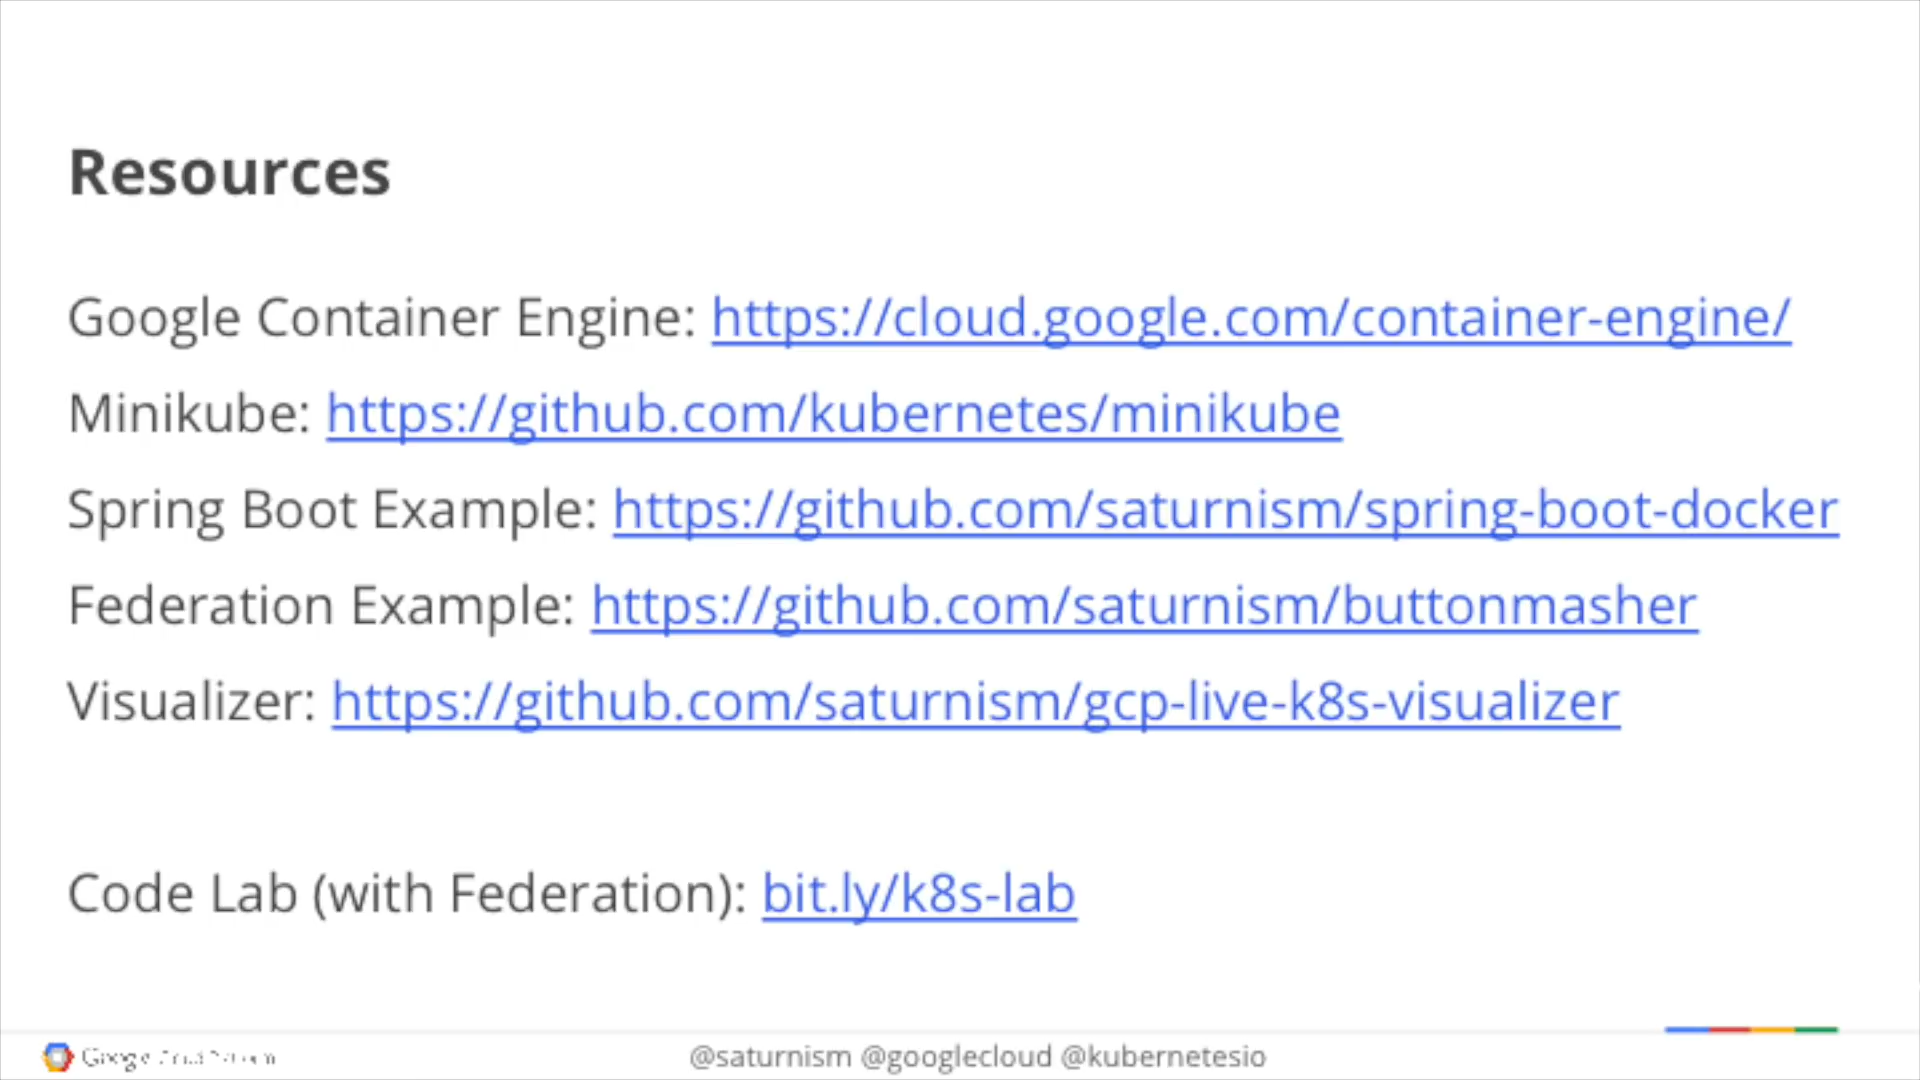 Resources
Google Container Engine: https://cloud.google.com/container-engine/
Minikube: https://github.com/kubernetes/minikube
Spring Boot Example: https://github.com/saturnism/spring-boot-docker
Federation Example: https://github.com/saturnism/buttonmasher
Visualizer: https://github.com/saturnism/gcp-live-k8s-visualizer
Code Lab (with Federation): bit.ly/k8s-lab
Google
@saturnism @googlecloud @kubernetesio